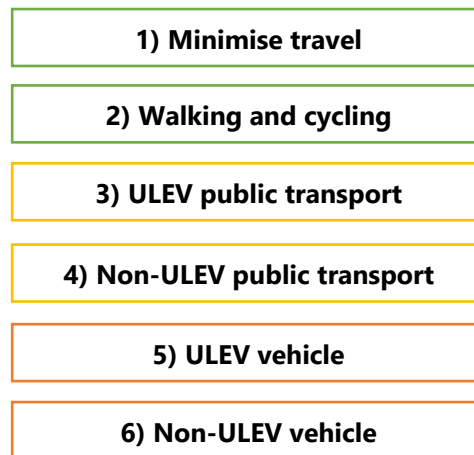 1) Minimise travel
2) Walking and cycling
3) ULEV public transport
4) Non-ULEV public transport
5) ULEV vehicle
6) Non-ULEV vehicle